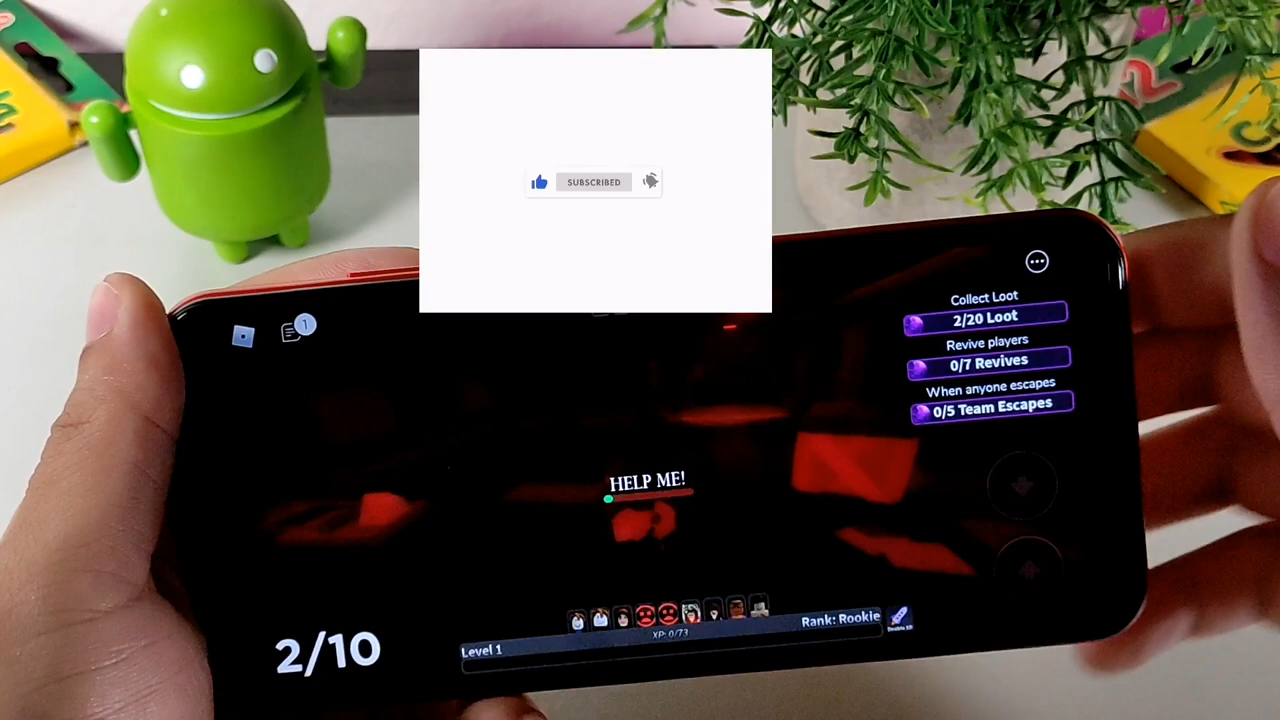 SUBSCRIBED
1
Collect Loot
2/20 Loot
Revive players
0/7 Revives
When anyone escapes
0/5 Team Escapes
HELP ME!
2/10
Level 1
XP: 0/73
Rank: Rookie